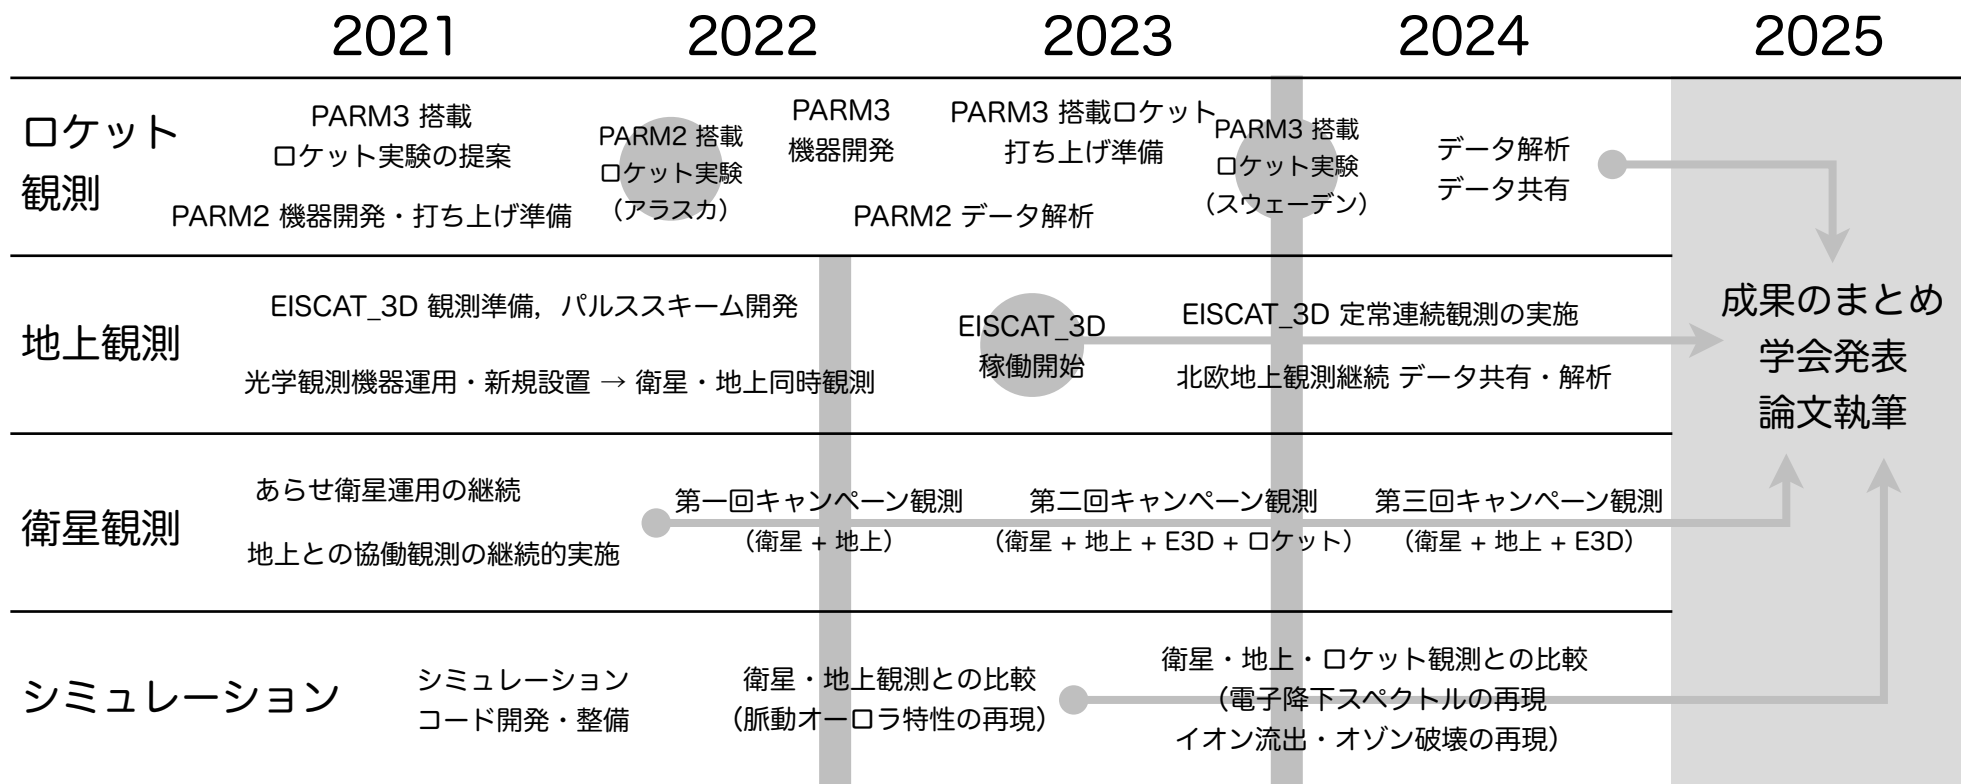 2021
2022
2023
2024
2025
ロケット
観測
PARM3 搭載
ロケット実験の提案
PARM2 機器開発・打ち上げ準備
PARM2 搭載
ロケット実験
（アラスカ）
PARM3
機器開発
PARM3 搭載ロケット
打ち上げ準備
PARM2 データ解析
PARM3 搭載
ロケット実験
（スウェーデン）
データ解析
データ共有
地上観測
EISCAT_3D 観測準備，パルススキーム開発
光学観測機器運用・新規設置 → 衛星・地上同時観測
EISCAT_3D
稼働開始
EISCAT_3D 定常連続観測の実施
北欧地上観測継続 データ共有・解析
成果のまとめ
学会発表
論文執筆
衛星観測
あらせ衛星運用の継続
地上との協働観測の継続的実施
第一回キャンペーン観測
（衛星 + 地上）
第二回キャンペーン観測
（衛星 + 地上 + E3D + ロケット）
第三回キャンペーン観測
（衛星 + 地上 + E3D）
シミュレーション
シミュレーション
コード開発・整備
衛星・地上観測との比較
（脈動オーロラ特性の再現）
衛星・地上・ロケット観測との比較
（電子降下スペクトルの再現
イオン流出・オゾン破壊の再現）